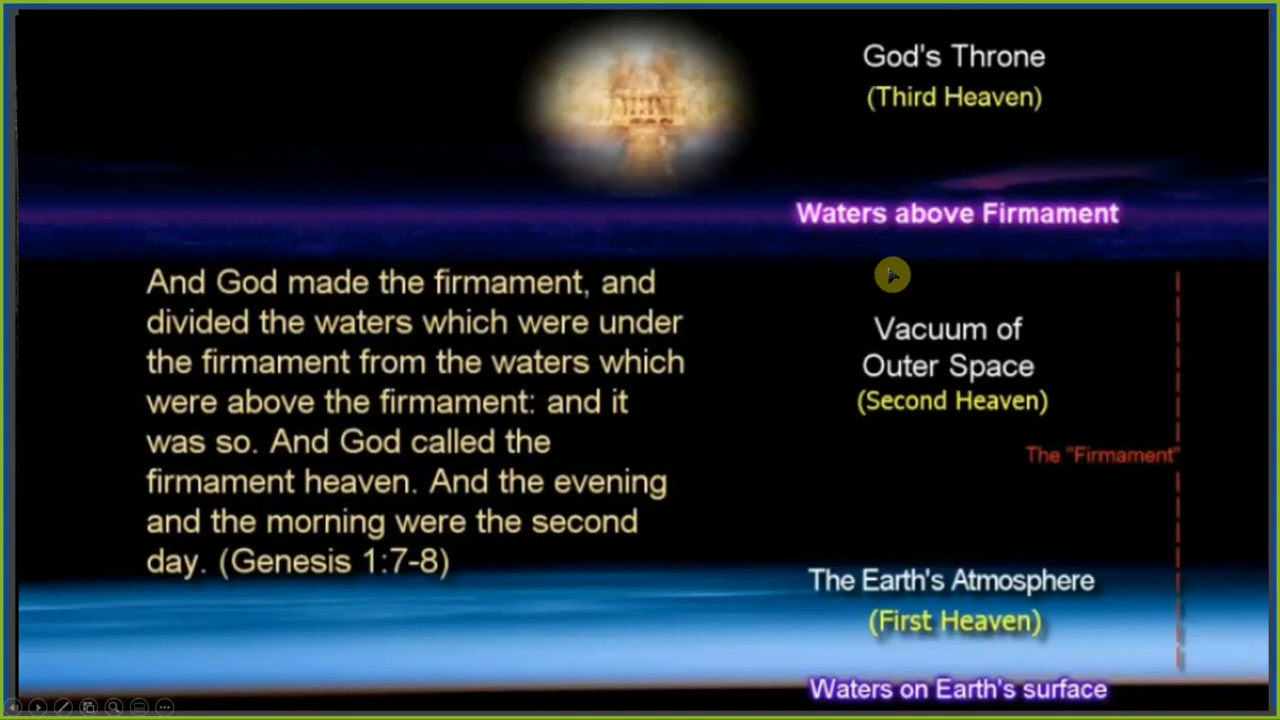 God's Throne
(Third Heaven)
Waters above Firmament
And God made the firmament, and
divided the waters which were under
the firmament from the waters which
were above the firmament: and it
was so. And God called the
firmament heaven. And the evening
and the morning were the second
day. (Genesis 1:7-8)
Vacuum of
Outer Space
(Second Heaven)
The "Firmament"
The Earth's Atmosphere
(First Heaven)
Waters on Earth's surface